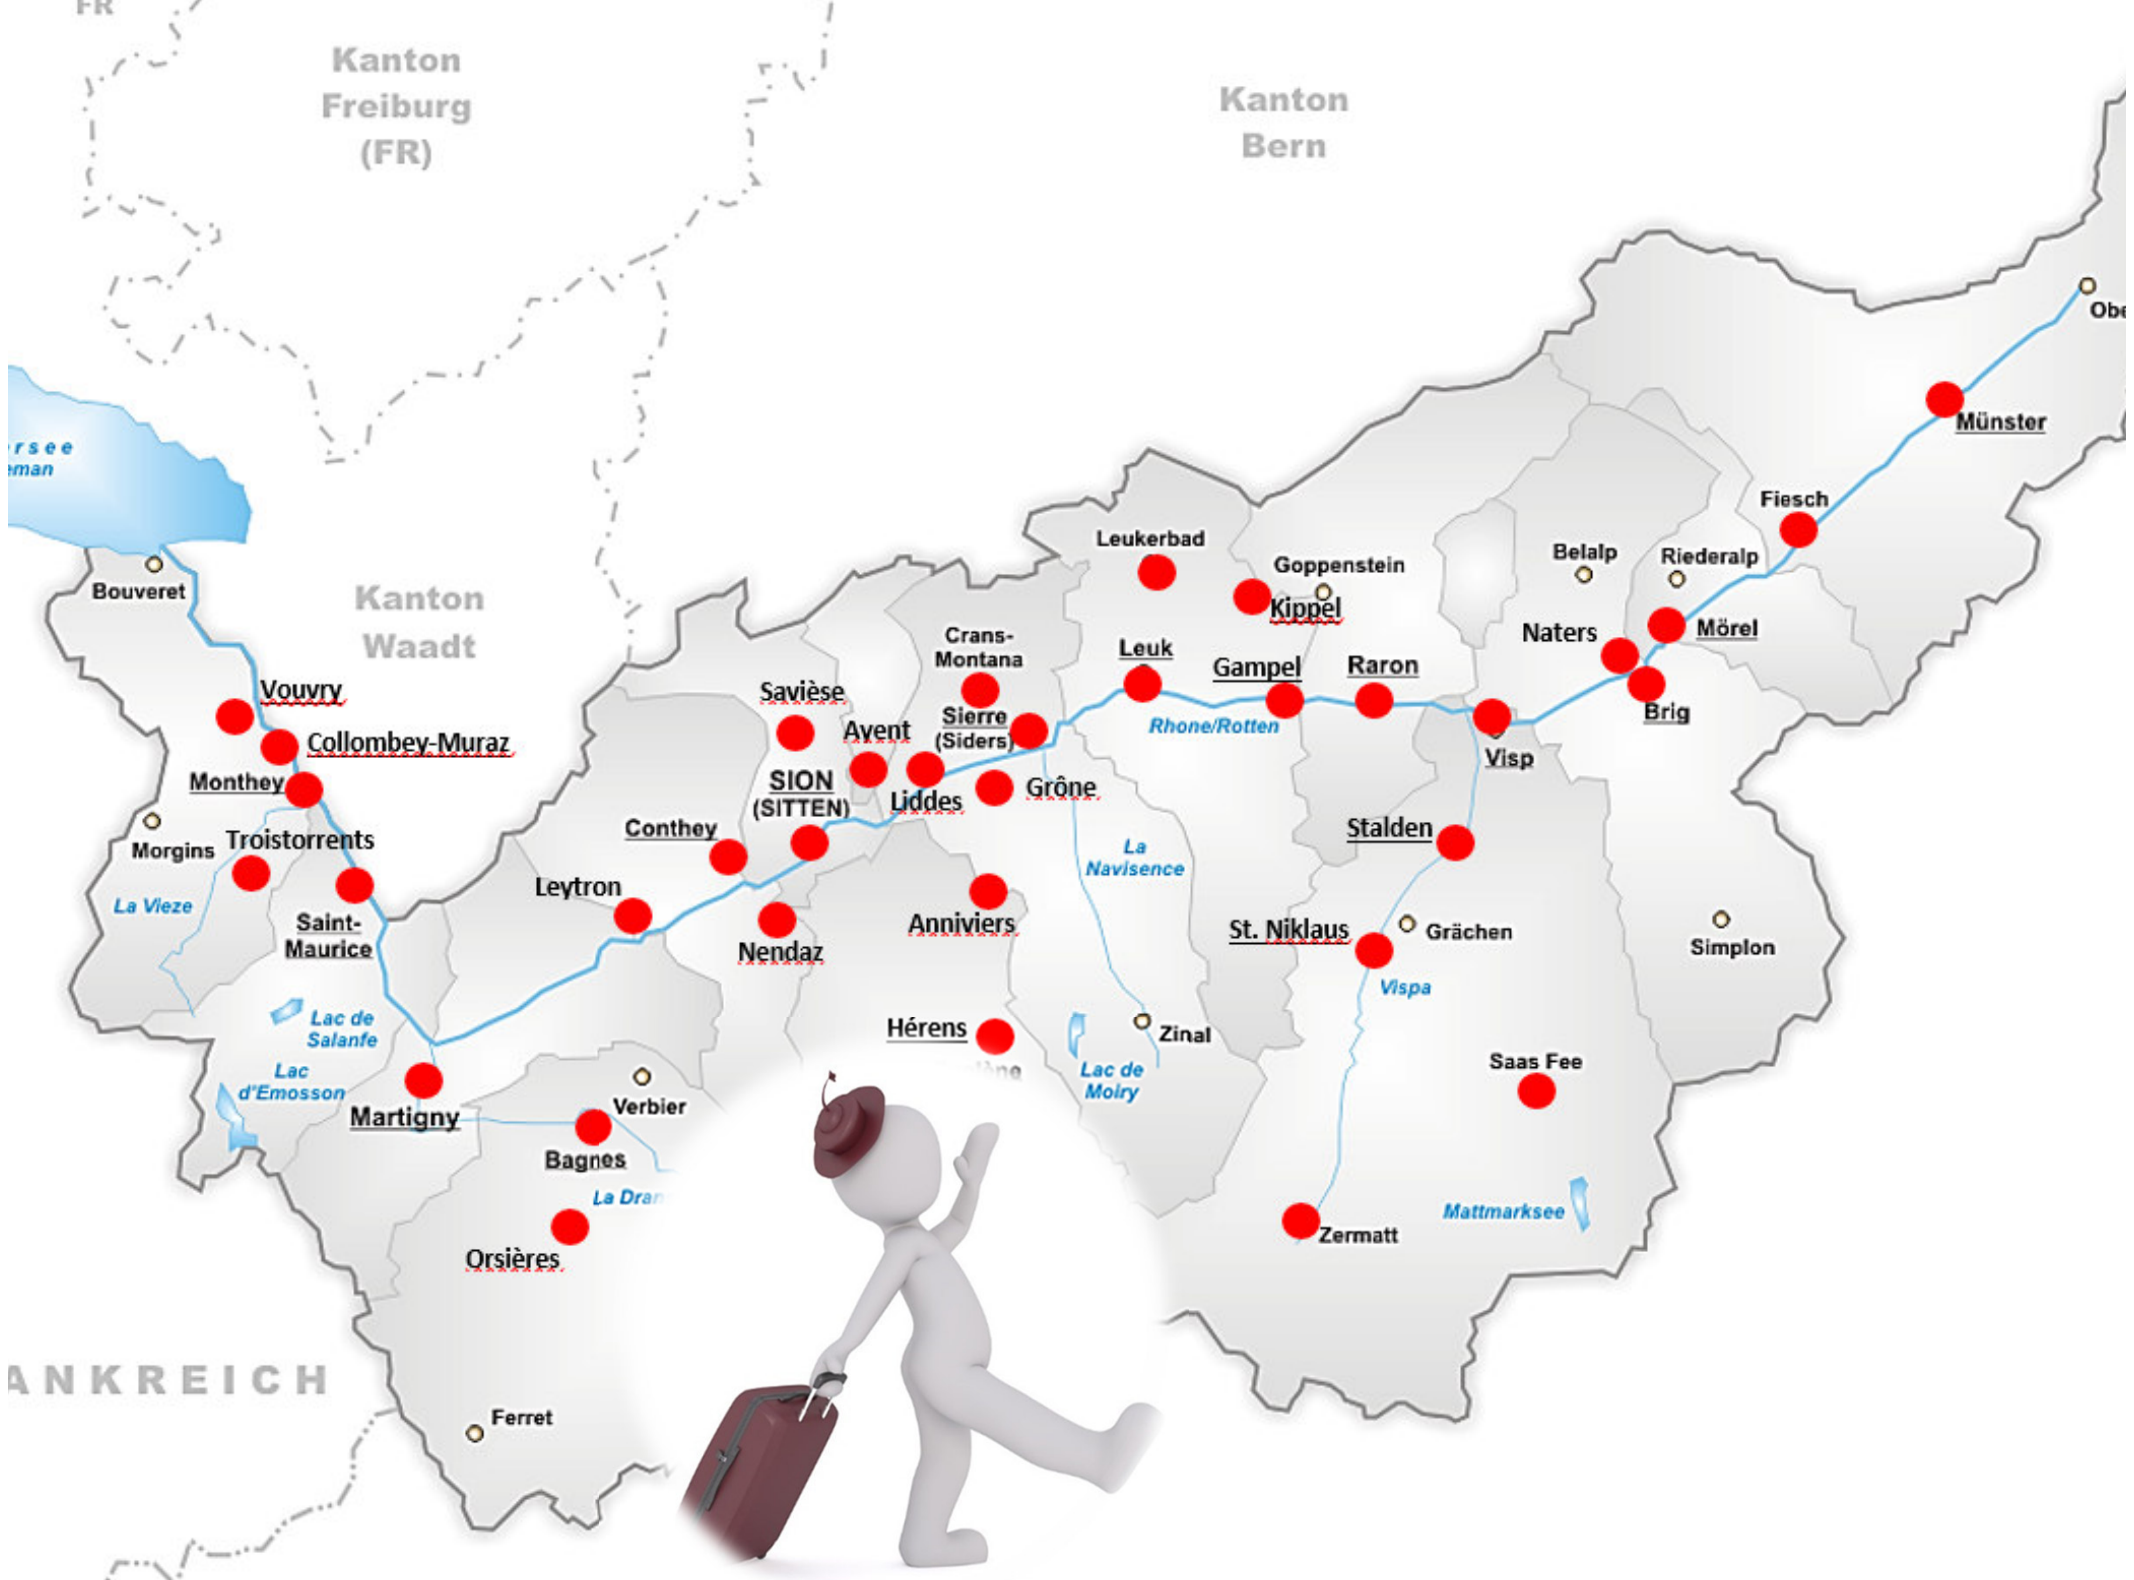 FR
Kanton
Freiburg
(FR)
Kanton
Bern
Obe
Münster
rsee
eman
Fiesch
Leukerbad
Goppenstein
Belalp
Riederalp
Bouveret
Kanton
Waadt
Kippel
Naters
Mörel
Crans-
Montana
Leuk
Gampel
Raron
Vouvry
Savièse
Ayent
Sierre
(Siders)
Rhone/Rotten
Brig
Collombey-Muraz
Visp
Monthey
SION
(SITTEN)
Liddes
Grône
Conthey
Stalden
Morgins
Troistorrents
La
Navisence
Leytron
La Vieze
Saint-
Maurice
Anniviers
St. Niklaus
Grächen
Simplon
Nendaz
Vispa
Lac de
Salanfe
Hérens
Zinal
Lac
d'Emosson
Lac de
Moiry
Saas Fee
Martigny
Verbier
Bagnes
La Dran
Mattmarksee
Zermatt
Orsières
ANKREICH
Ferret